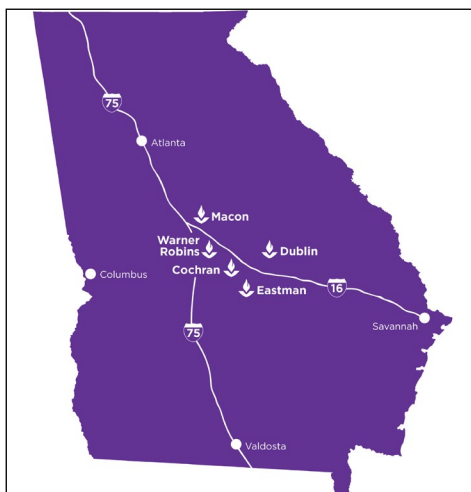 75
Atlanta
Macon
Warner
Robins
Dublin
Cochran
Columbus
Eastman
16
Savannah
75
Valdosta